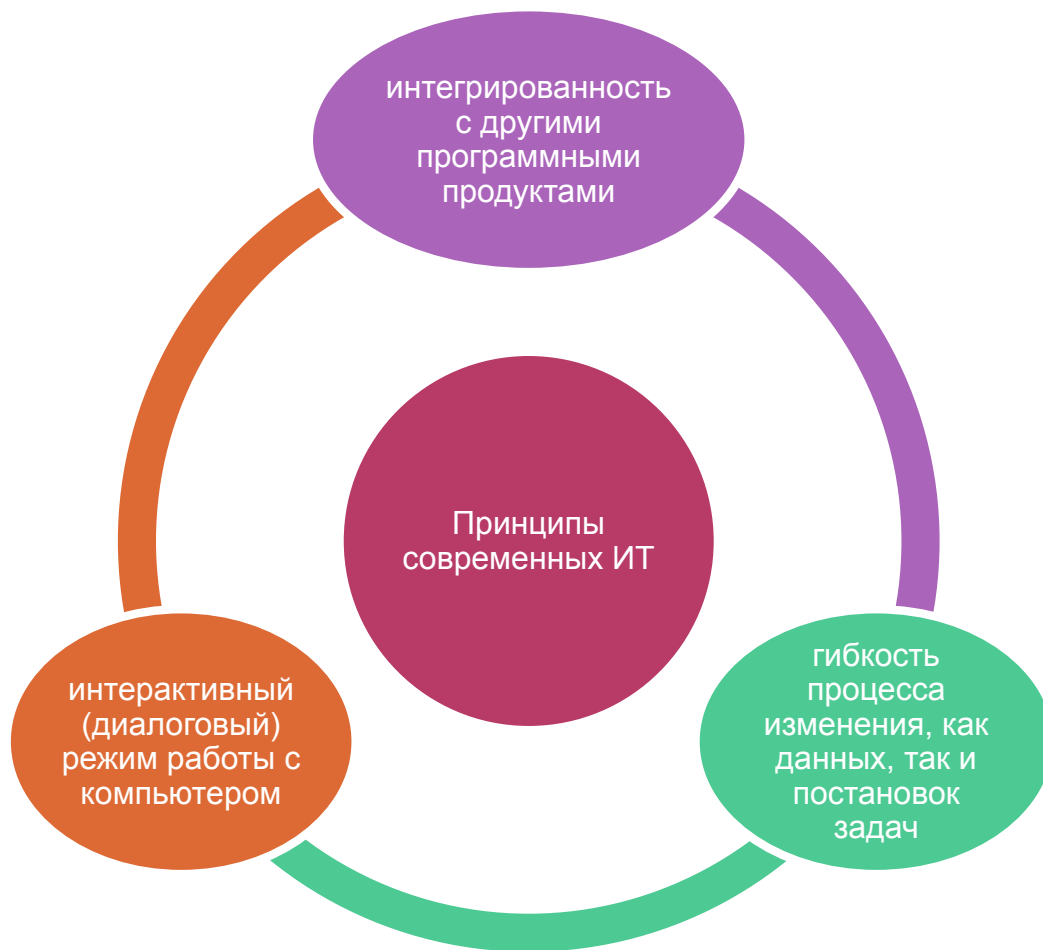 интегрированность
с другими
программными
продуктами
Принципы
современных ИТ
интерактивный
(диалоговый)
режим работы с
компьютером
гибкость
процесса
изменения, как
данных, так и
постановок
задач